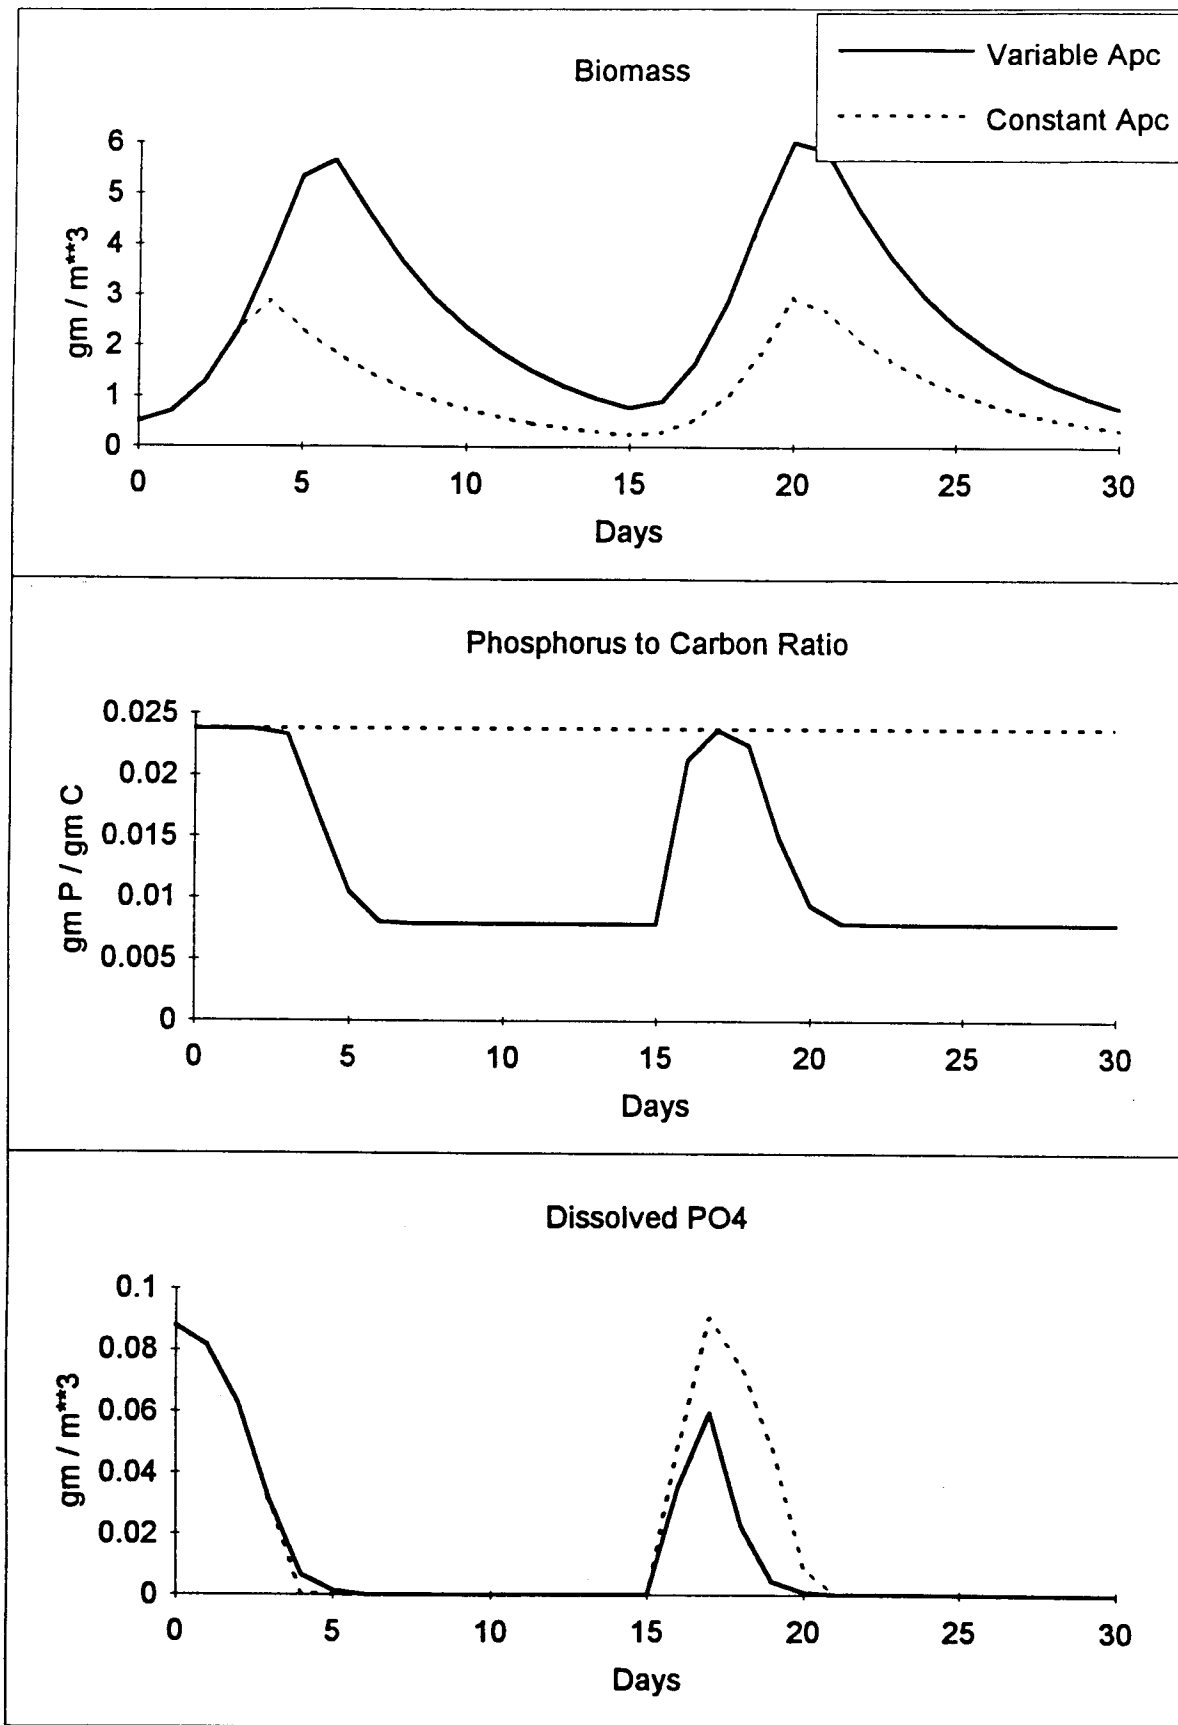 Variable Apc
Constant Apc
Biomass
gm / m**3
6
5
4
3
2
1
0
0 5 10 15 20 25 30
Days
Phosphorus to Carbon Ratio
gm P / gm C
0.025
0.02
0.015
0.01
0.005
0
0 5 10 15 20 25 30
Days
Dissolved PO4
gm / m**3
0.1
0.08
0.06
0.04
0.02
0
0 5 10 15 20 25 30
Days